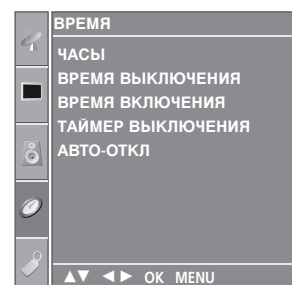 ВРЕМЯ
ЧАСЫ
ВРЕМЯ ВЫКЛЮЧЕНИЯ
ВРЕМЯ ВКЛЮЧЕНИЯ
ТАЙМЕР ВЫКЛЮЧЕНИЯ
АВТО-ОТКЛ
▲▼ ◄► OK MENU